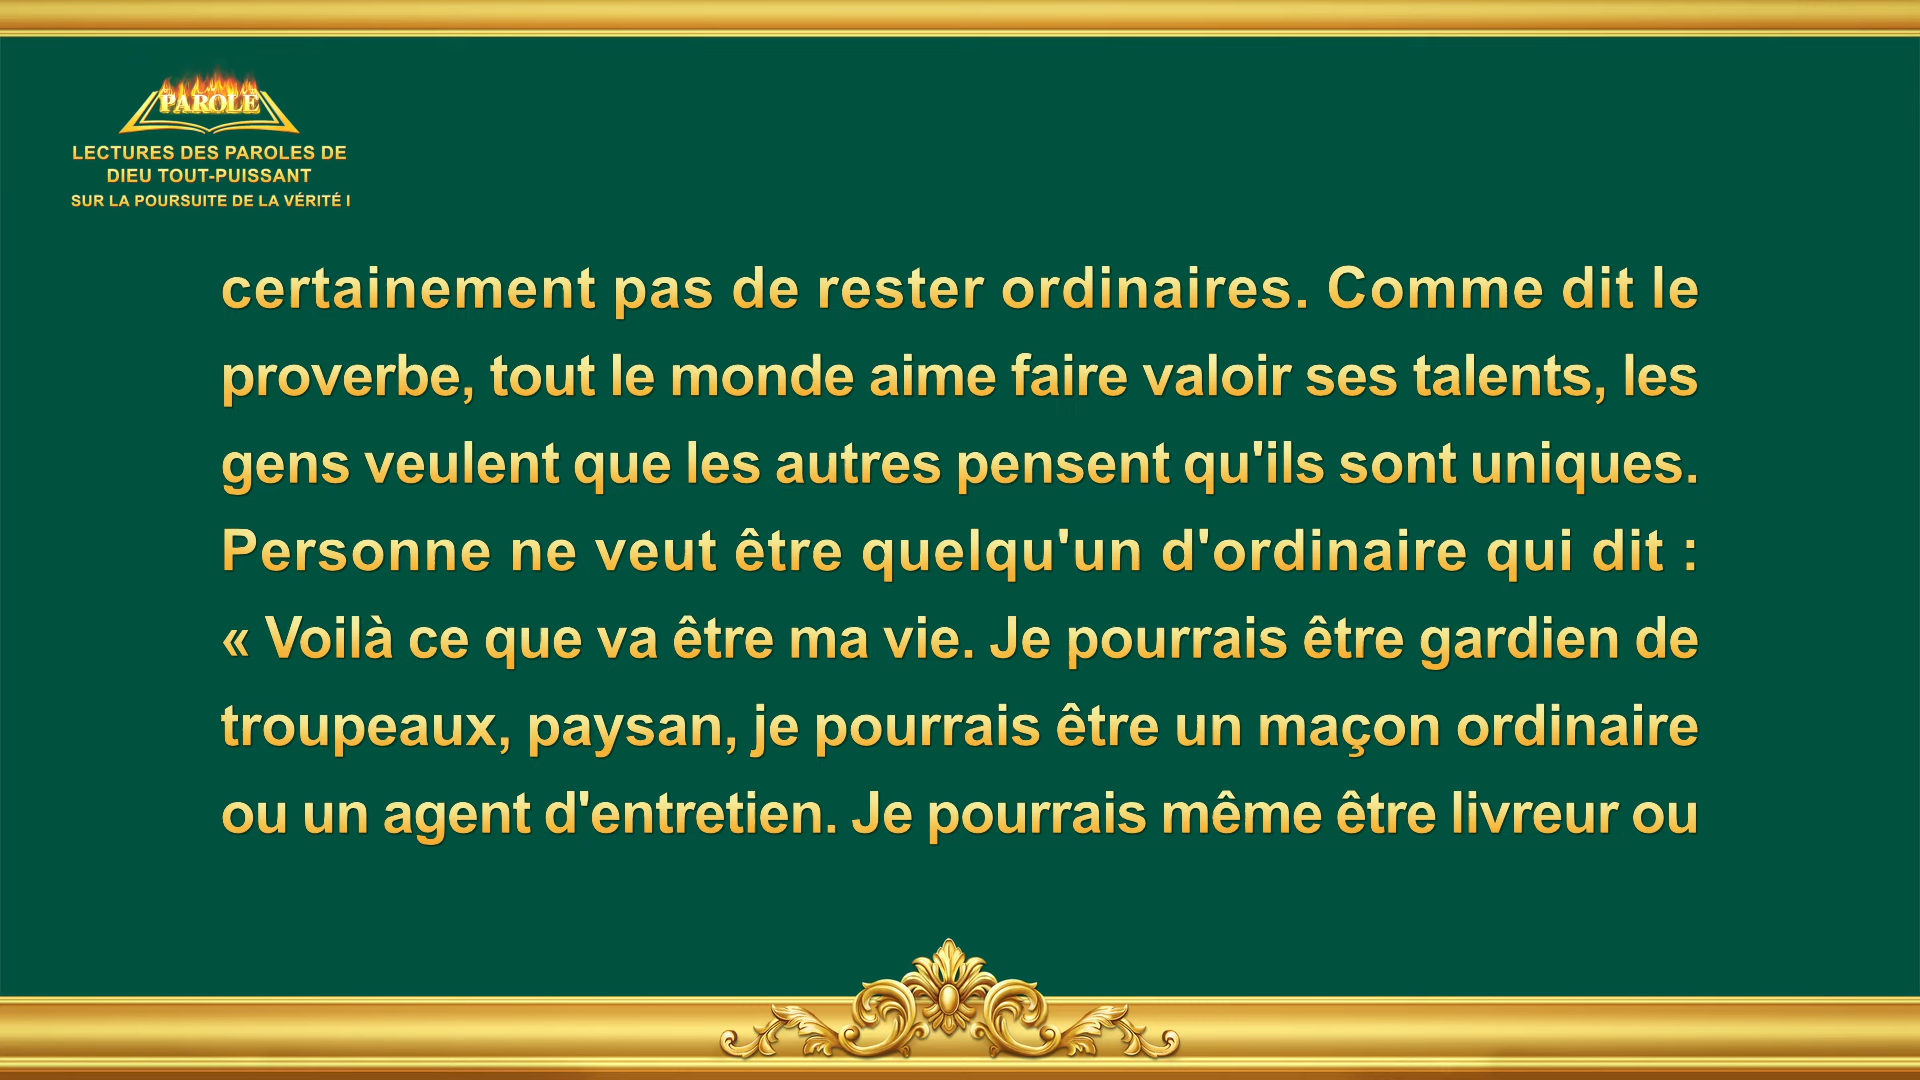 PAROLE
LECTURES DES PAROLES DE
DIEU TOUT-PUISSANT
SUR LA POURSUITE DE LA VÉRITÉ I
certainement pas de rester ordinaires. Comme dit le
proverbe, tout le monde aime faire valoir ses talents, les
gens veulent que les autres pensent qu'ils sont uniques.
Personne ne veut être quelqu'un d'ordinaire qui dit :
« Voilà ce que va être ma vie. Je pourrais être gardien de
troupeaux, paysan, je pourrais être un maçon ordinaire
ou un agent d'entretien. Je pourrais même être livreur ou